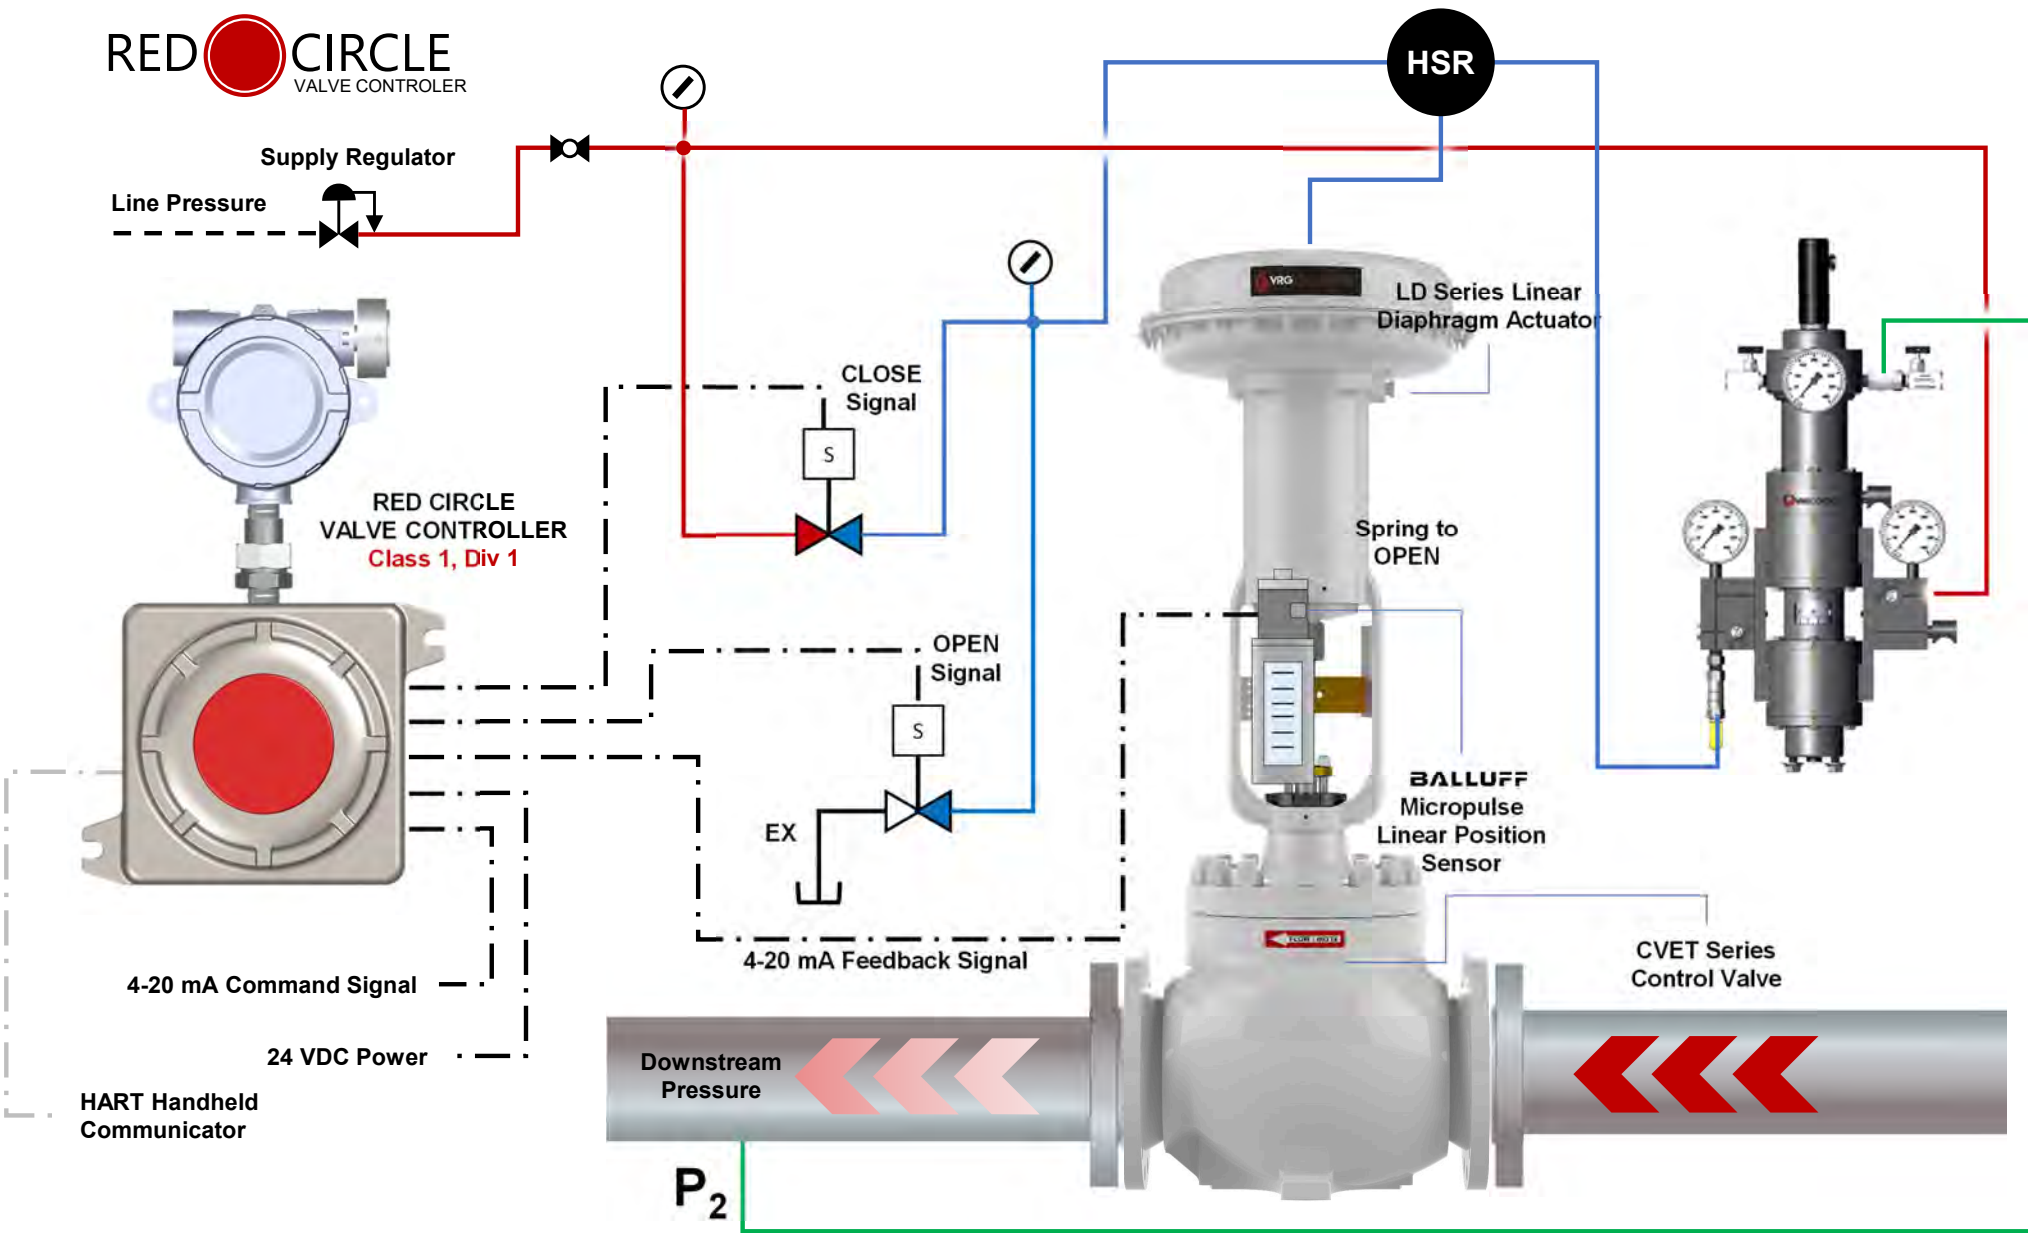 RED CIRCLE
VALVE CONTROLER
HSR
Supply Regulator
Line Pressure
VRG
LD Series Linear
Diaphragm Actuator
CLOSE
Signal
S
RED CIRCLE
VALVE CONTROLLER
Class 1, Div 1
Spring to
OPEN
OPEN
Signal
S
BALLUFF
Micropulse
Linear Position
Sensor
EX
4-20 mA Feedback Signal
CVET Series
Control Valve
4-20 mA Command Signal
24 VDC Power
Downstream
Pressure
HART Handheld
Communicator
P2